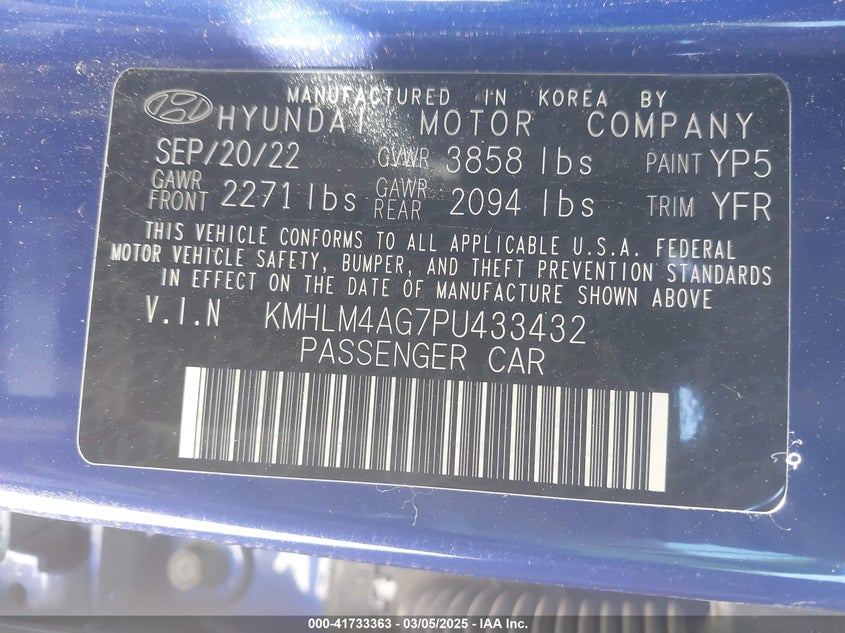 MANUFACTURED IN KOREA BY
HYUNDAI MOTOR COMPANY
SEP/20/22 GVWR 3858 lbs PAINT YP5
GAWR FRONT 2271 lbs GAWR REAR 2094 lbs TRIM YFR
THIS VEHICLE CONFORMS TO ALL APPLICABLE U.S.A. FEDERAL
MOTOR VEHICLE SAFETY, BUMPER, AND THEFT PREVENTION STANDARDS
IN EFFECT ON THE DATE OF MANUFACTURE SHOWN ABOVE
V.I.N KMHLM4AG7PU433432
PASSENGER CAR
000-41733363 - 03/05/2025 - IAA Inc.